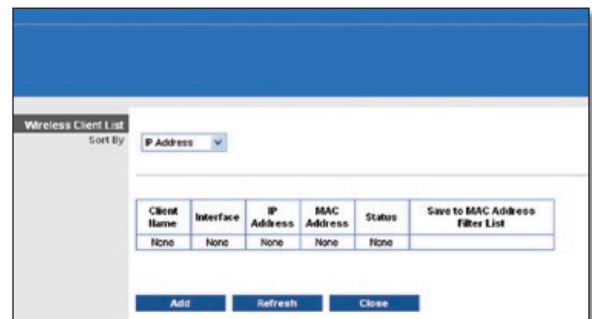 Wireless Client List
Sort By
IP Address
Client Name
Interface
IP Address
MAC Address
Status
Save to MAC Address Filter List
None
None
None
None
None
Add
Refresh
Close